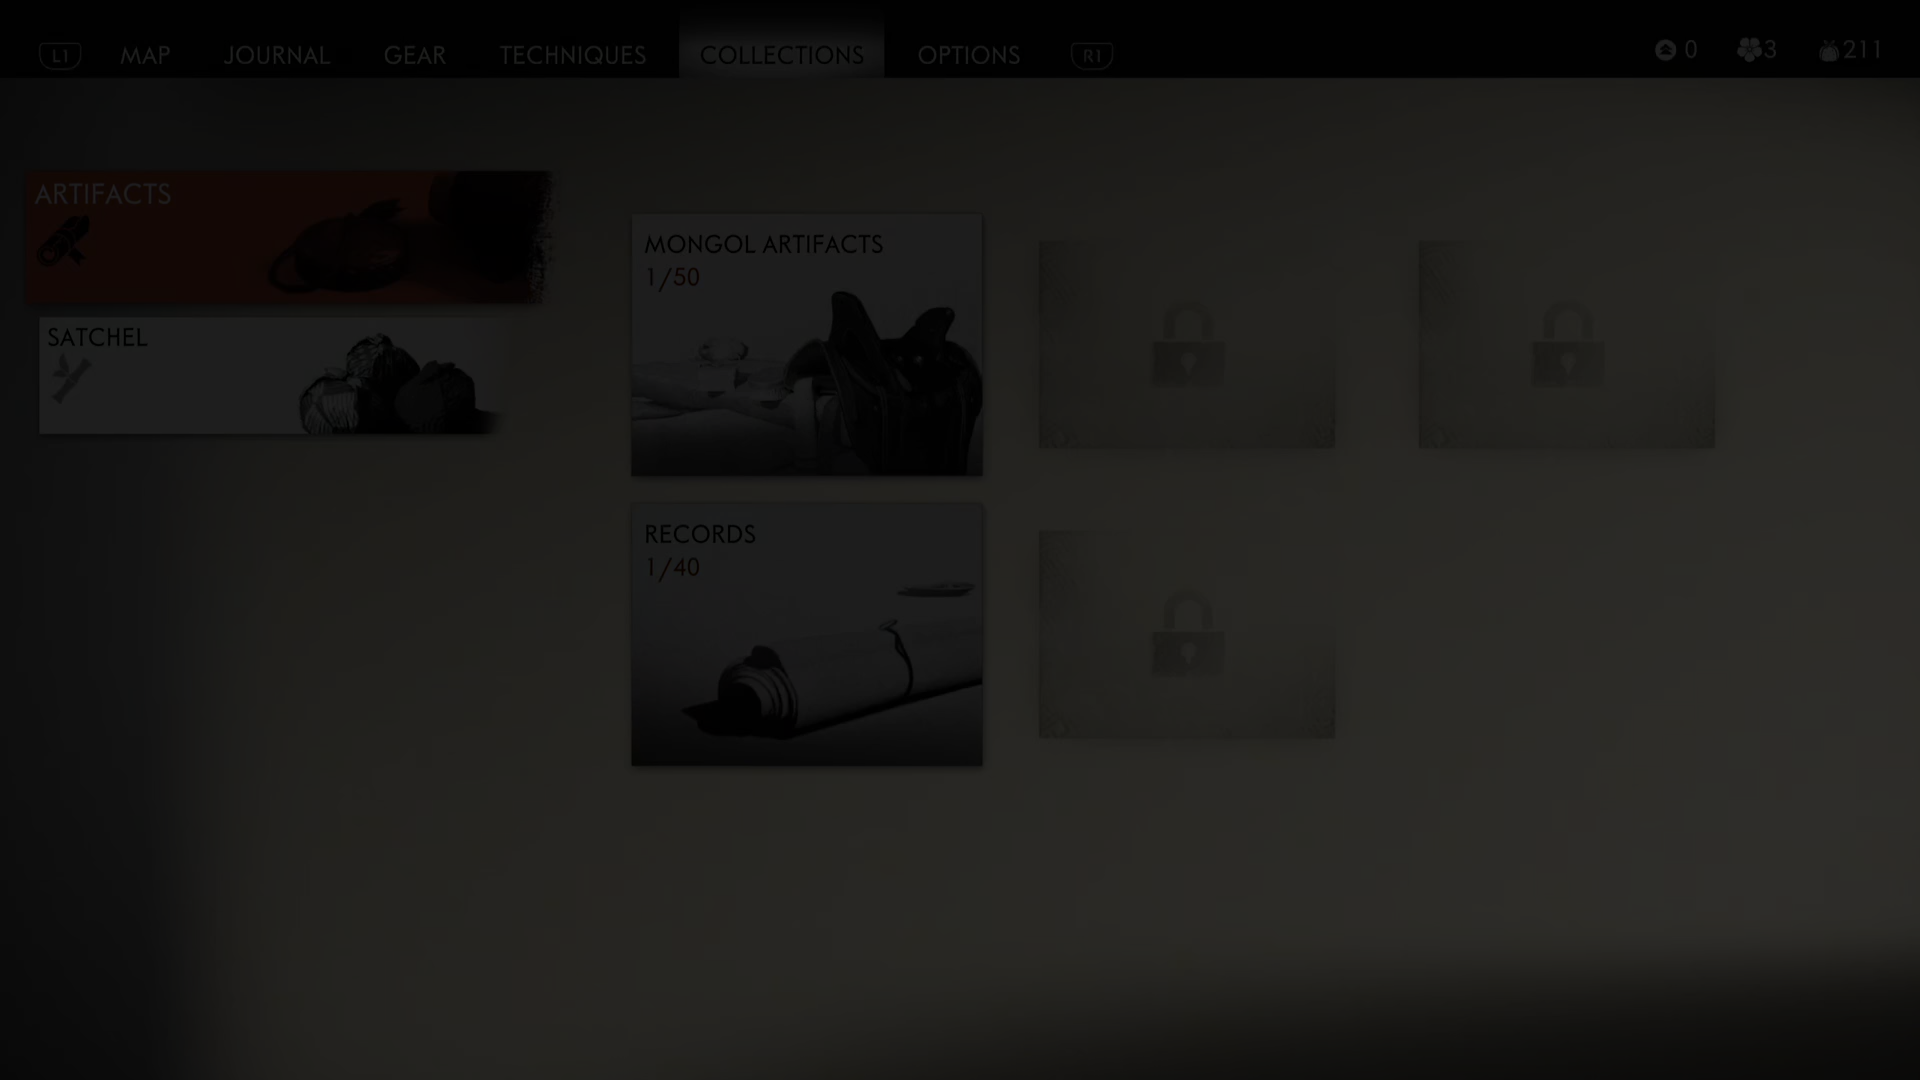 L1 MAP JOURNAL GEAR TECHNIQUES COLLECTIONS OPTIONS R1 0 3 211
ARTIFACTS
SATCHEL
MONGOL ARTIFACTS
1/50
RECORDS
1/40